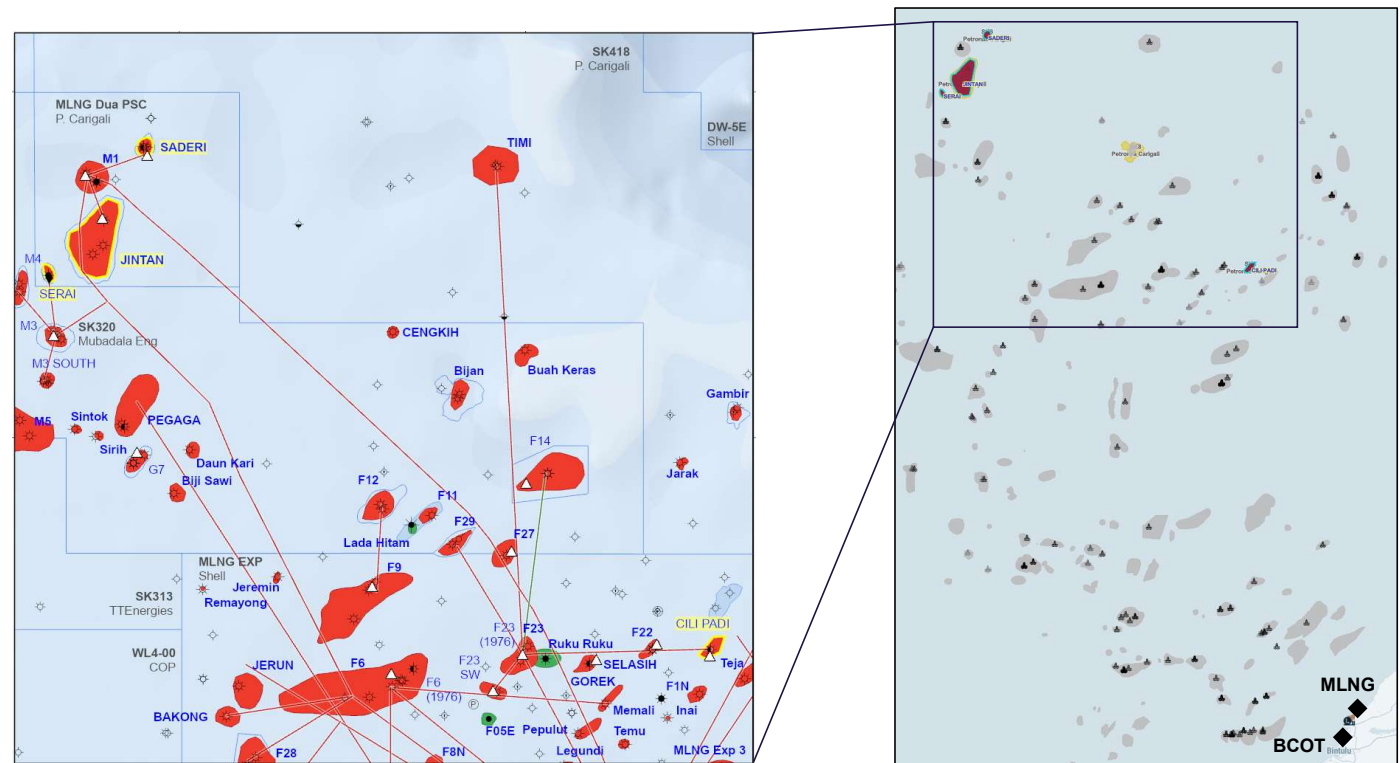 SK418
P. Carigali
MLNG Dua PSC
P. Carigali
DW-5E
Shell
SADERI
M1
TIMI
JINTAN
M4
SERAI
M3
SK320
Mubadala Eng
CENGKIH
M3 SOUTH
Buah Keras
Bijan
Gambir
M5
Sintok
PEGAGA
Sirih
G7
Daun Kari
Biji Sawi
F14
Jarak
F12
F11
F29
F27
Lada Hitam
MLNG EXP
Shell
F9
Jeremin
Remayong
SK313
TTEnergies
CILI PADI
F23
(1976)
F23
Ruku Ruku
F22
WL4-00
COP
JERUN
F6
F23
SW
SELASIH
Teja
GOREK
F6
(1976)
F1N
BAKONG
Memali
Inai
P
F05E
Pepulut
Temu
F28
F8N
Legundi
MLNG Exp 3
SADERI
JINTAN
SERAI
Petronas Carigali
CILI PADI
MLNG
BCOT
Bintulu